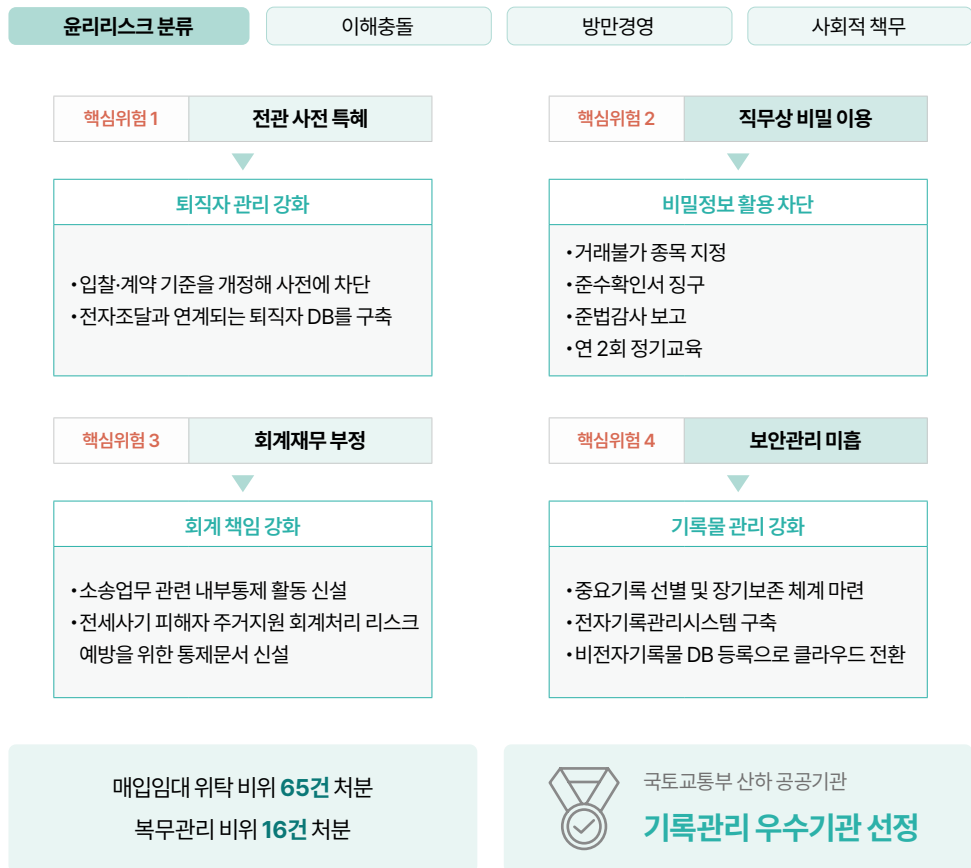 윤리리스크 분류
이해충돌
방만경영
사회적 책무
핵심위험 1
전관 사전 특혜
퇴직자 관리 강화
•입찰·계약 기준을 개정해 사전에 차단
•전자조달과 연계되는 퇴직자 DB를 구축
핵심위험 2
직무상 비밀 이용
비밀정보 활용 차단
•거래불가 종목 지정
•준수확인서 징구
•준법감사 보고
•연 2회 정기교육
핵심위험 3
회계재무 부정
회계 책임 강화
•소송업무 관련 내부통제 활동 신설
•전세사기 피해자 주거지원 회계처리 리스크
예방을 위한 통제문서 신설
핵심위험 4
보안관리 미흡
기록물 관리 강화
•중요기록 선별 및 장기보존 체계 마련
•전자기록관리시스템 구축
•비전자기록물 DB 등록으로 클라우드 전환
매입임대 위탁 비위 65건 처분
복무관리 비위 16건 처분
국토교통부 산하 공공기관
기록관리 우수기관 선정